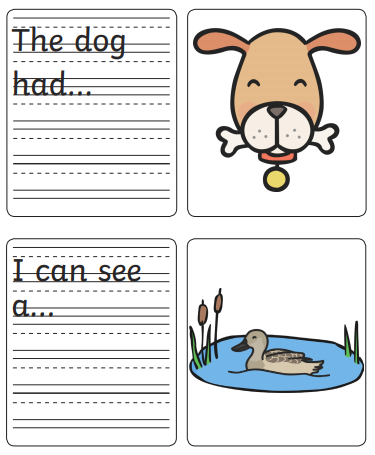 The dog
had...
I can see
a...